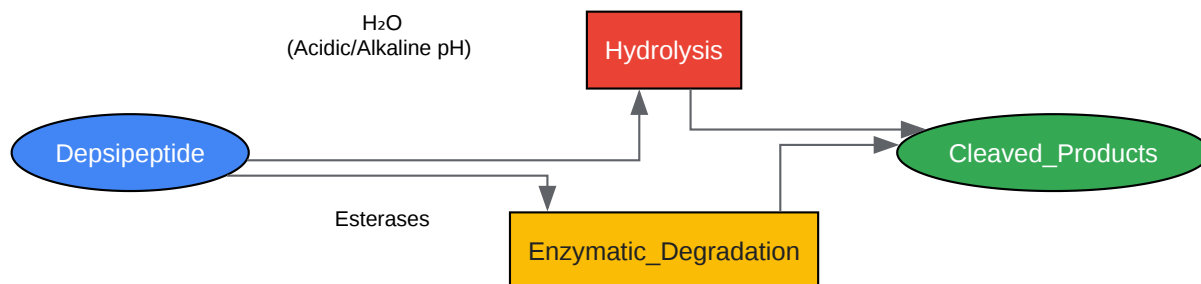 H₂O
(Acidic/Alkaline pH)
Hydrolysis
Depsipeptide
Cleaved_Products
Esterases
Enzymatic_Degradation